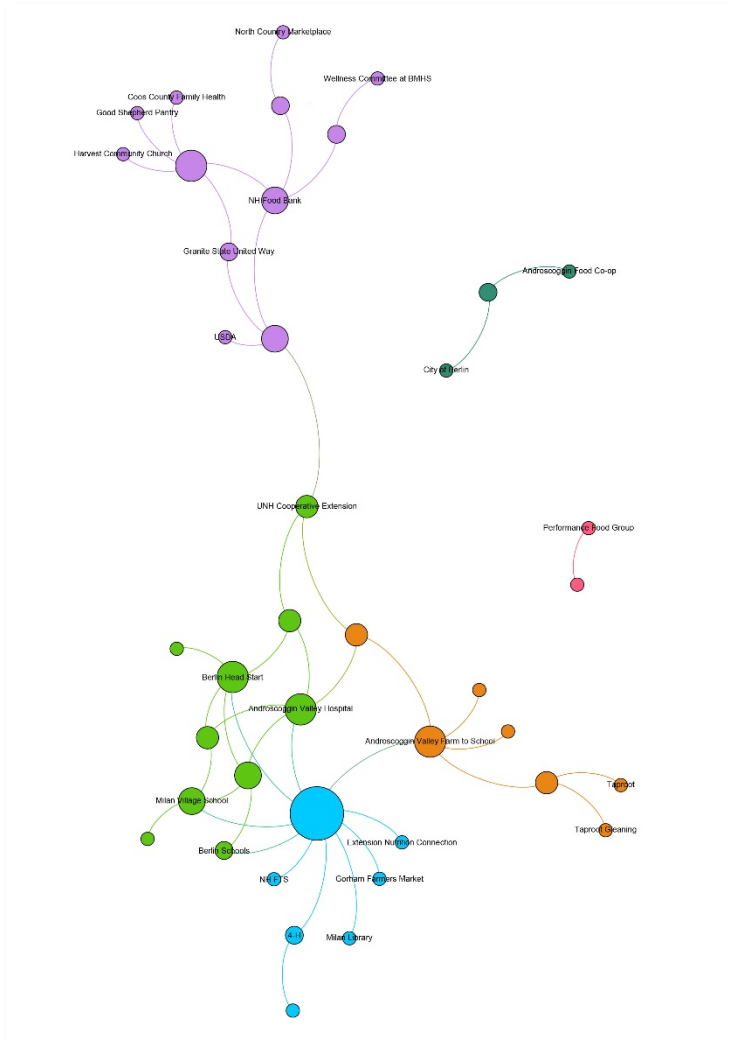 North Country Marketplace
Wellness Committee at BMHS
Coos County Family Health
Good Shepherd Pantry
Harvest Community Church
NH Food Bank
Granite State United Way
Androscoggin Food Co-op
USDA
City of Berlin
UNH Cooperative Extension
Performance Food Group
Berlin Head Start
Androscoggin Valley Hospital
Androscoggin Valley Farm to School
Taproot
Milan Village School
Taproot Gleaning
Extension Nutrition Connection
Berlin Schools
NH FTS
Gorham Farmers Market
4-H
Milan Library